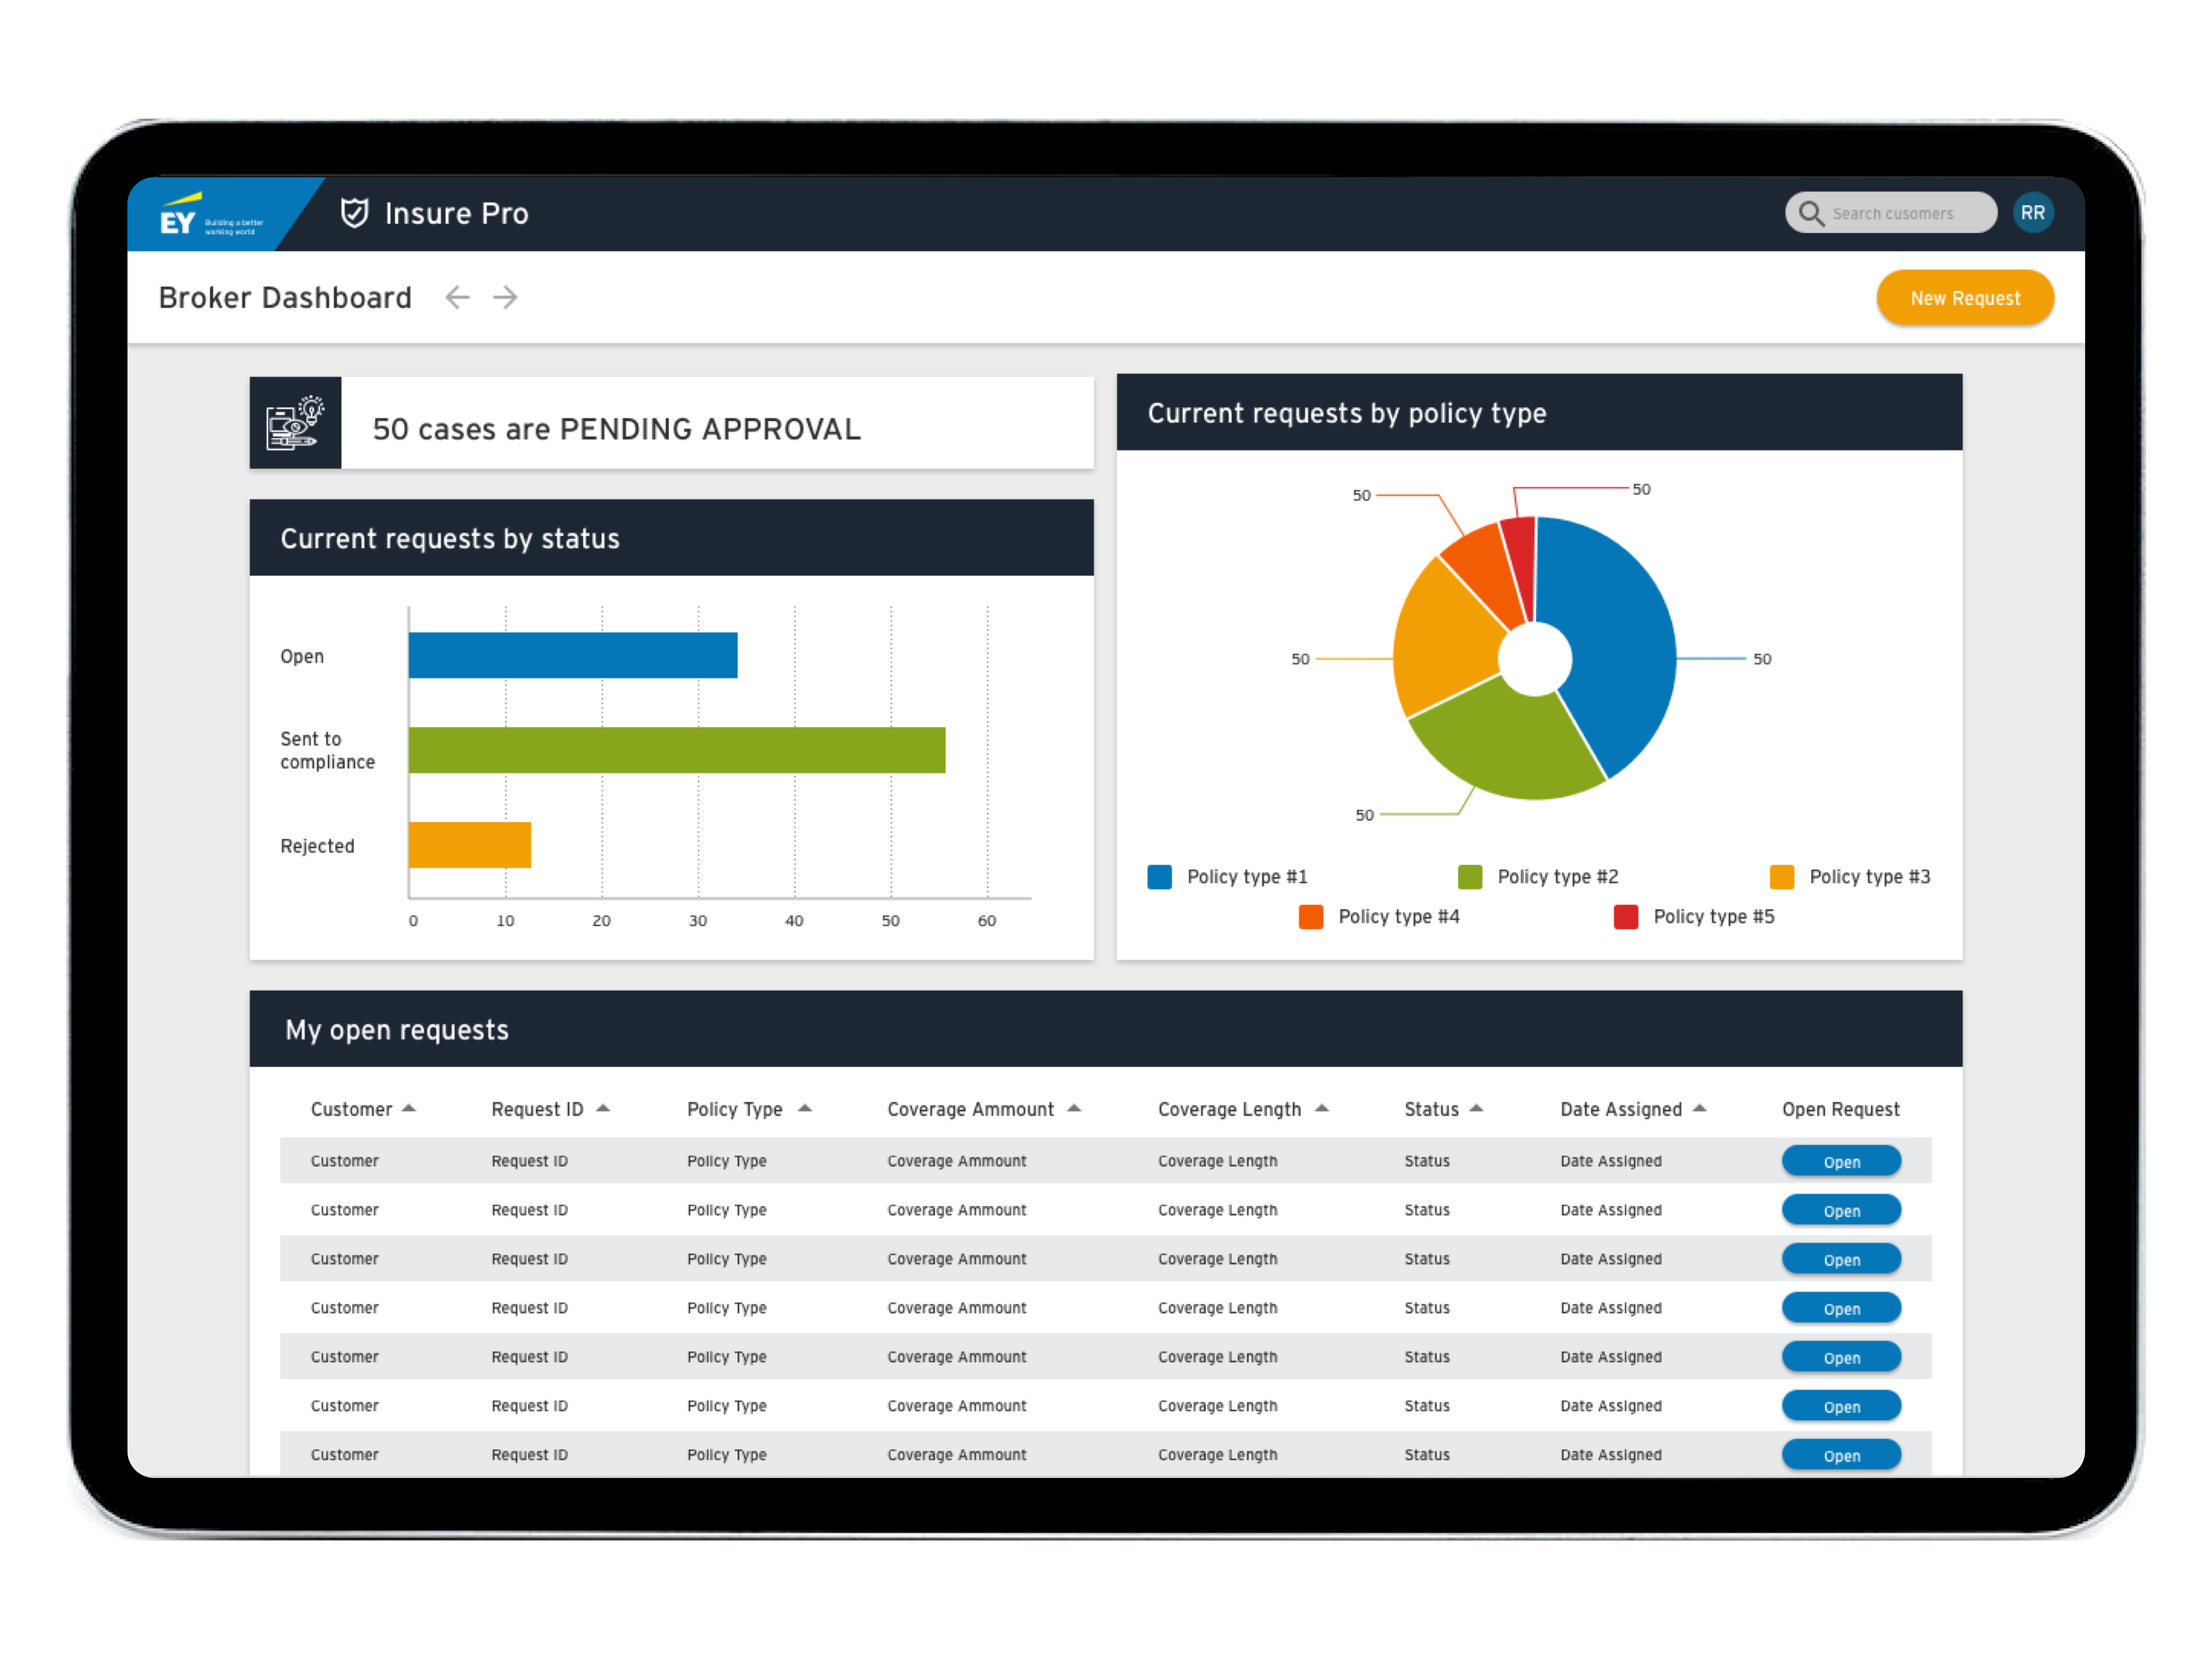 EY Building a better
working world
Insure Pro
Search cusomers
RR
Broker Dashboard
New Request
50 cases are PENDING APPROVAL
Current requests by status
Open
Sent to
compliance
Rejected
0 10 20 30 40 50 60
Current requests by policy type
50
50
50
50
50
Policy type #1 Policy type #2 Policy type #3
Policy type #4 Policy type #5
My open requests
Customer Request ID Policy Type Coverage Ammount Coverage Length Status Date Assigned Open Request
Customer Request ID Policy Type Coverage Ammount Coverage Length Status Date Assigned Open
Customer Request ID Policy Type Coverage Ammount Coverage Length Status Date Assigned Open
Customer Request ID Policy Type Coverage Ammount Coverage Length Status Date Assigned Open
Customer Request ID Policy Type Coverage Ammount Coverage Length Status Date Assigned Open
Customer Request ID Policy Type Coverage Ammount Coverage Length Status Date Assigned Open
Customer Request ID Policy Type Coverage Ammount Coverage Length Status Date Assigned Open
Customer Request ID Policy Type Coverage Ammount Coverage Length Status Date Assigned Open